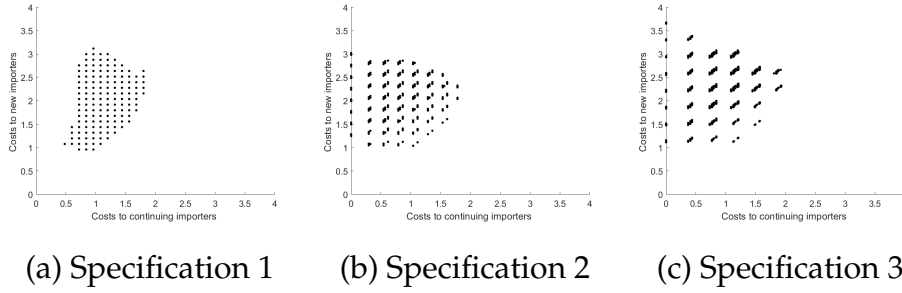 4
3.5
3
2.5
2
1.5
1
0.5
0
Costs to new importers
0 0.5 1 1.5 2 2.5 3 3.5 4
Costs to continuing importers
(a) Specification 1
4
3.5
3
2.5
2
1.5
1
0.5
0
Costs to new importers
0 0.5 1 1.5 2 2.5 3 3.5 4
Costs to continuing importers
(b) Specification 2
4
3.5
3
2.5
2
1.5
1
0.5
0
Costs to new importers
0 0.5 1 1.5 2 2.5 3 3.5
Costs to continuing importers
(c) Specification 3